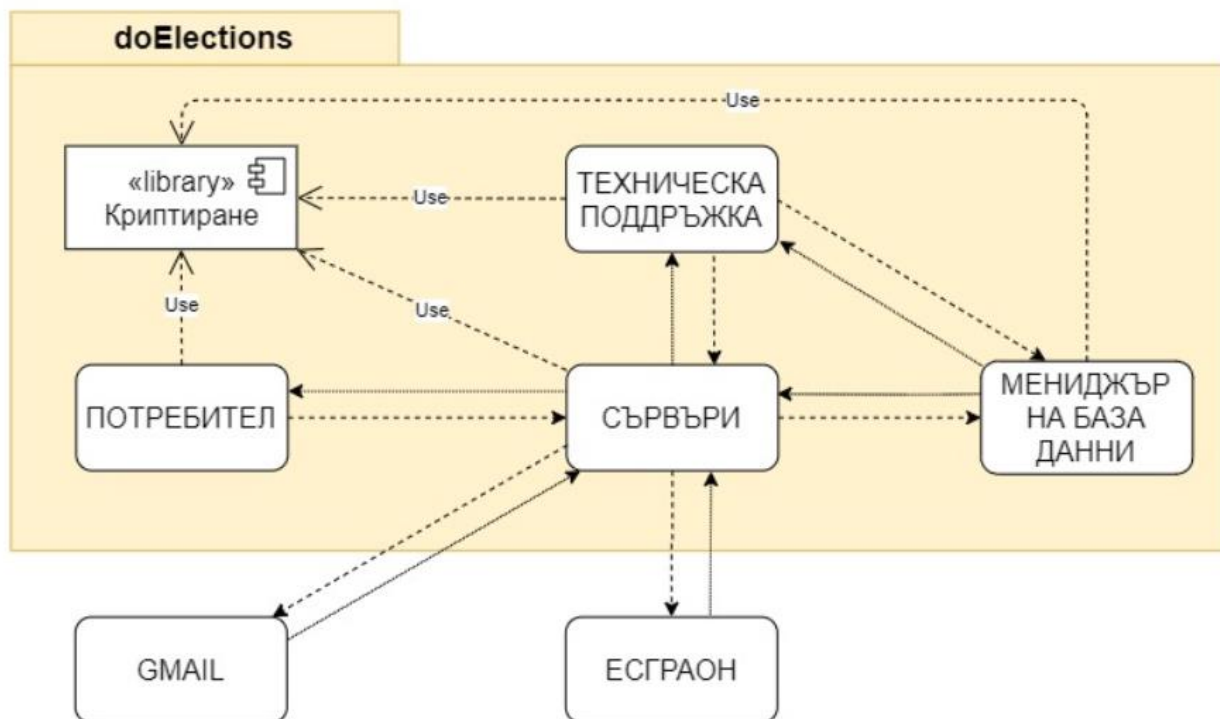 doElections
Use
«library»
Криптиране
Use
ТЕХНИЧЕСКА
ПОДДРЪЖКА
Use
Use
ПОТРЕБИТЕЛ
СЪРВЪРИ
МЕНИДЖЪР
НА БАЗА
ДАННИ
GMAIL
ЕСГРАОН